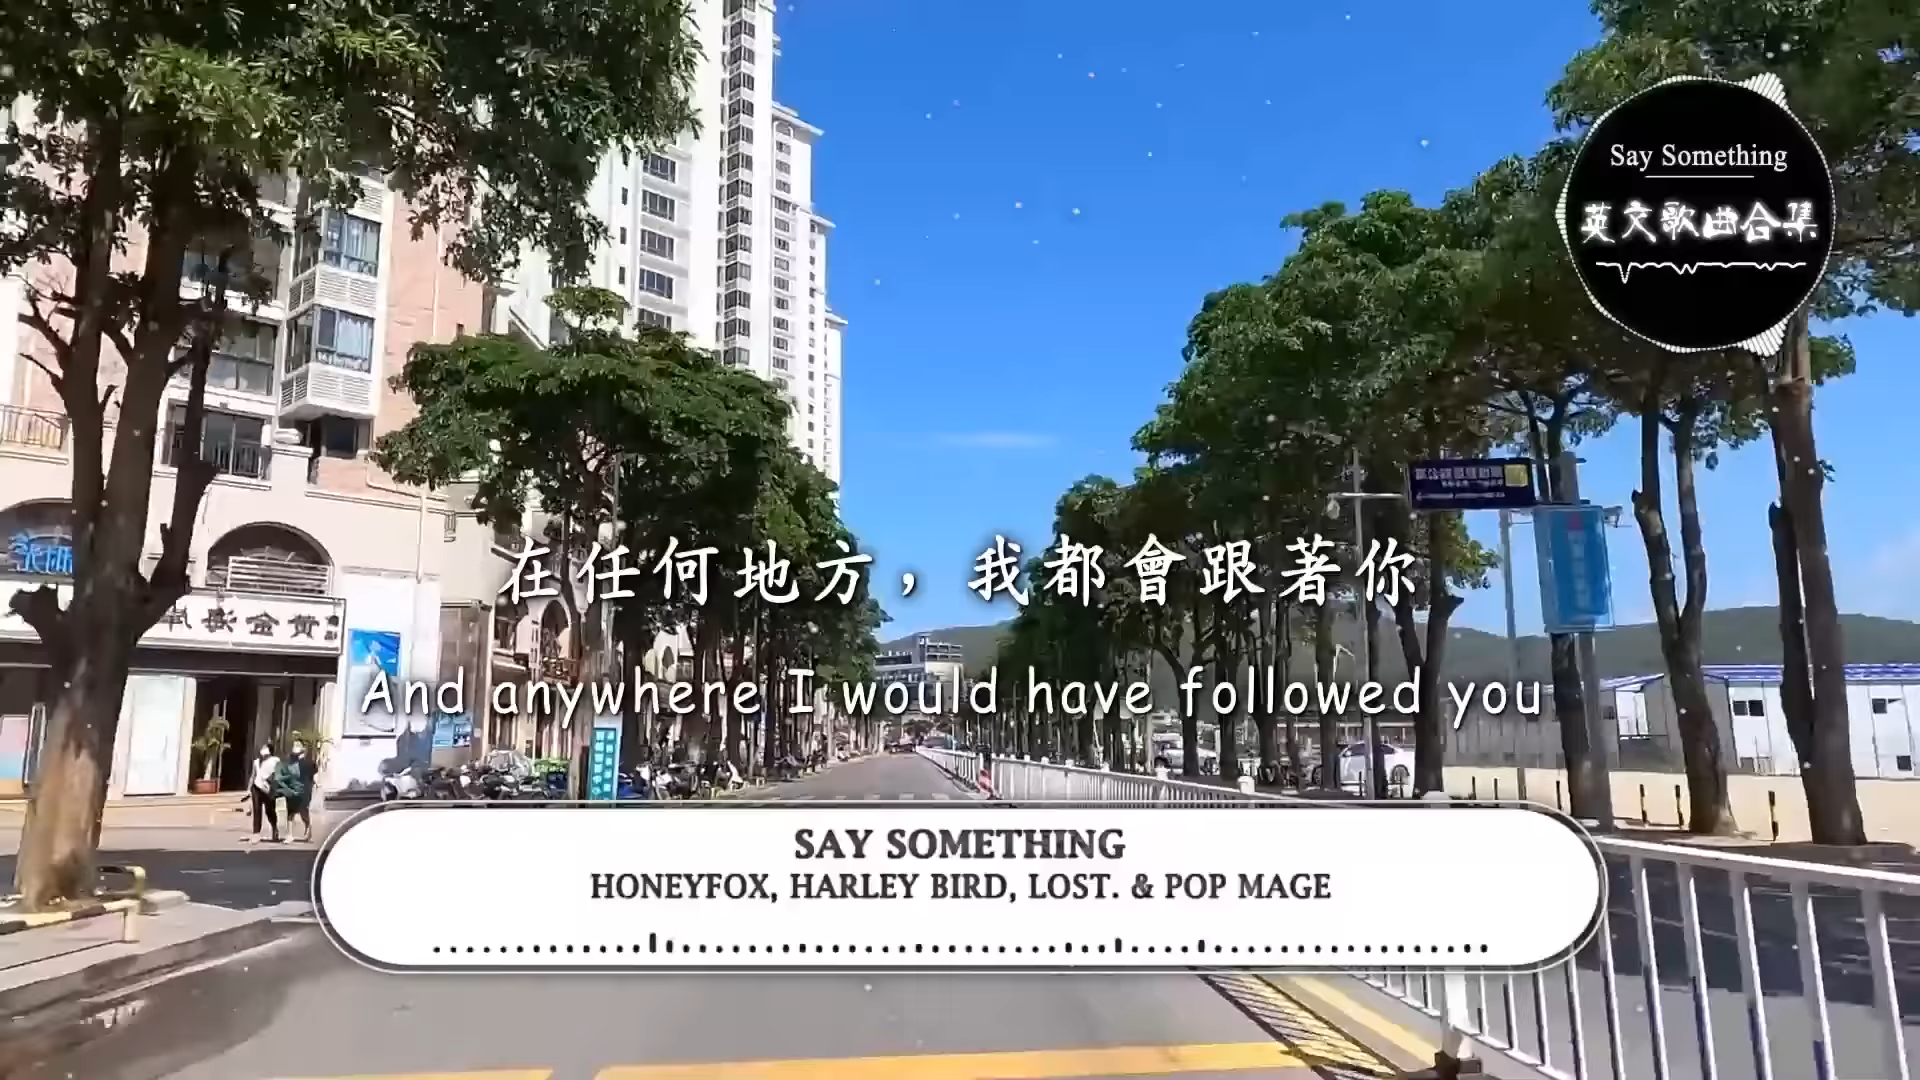 Say Something
英文歌曲合集
在任何地方，我都會跟著你
And anywhere I would have followed you
SAY SOMETHING
HONEYFOX, HARLEY BIRD, LOST. & POP MAGE